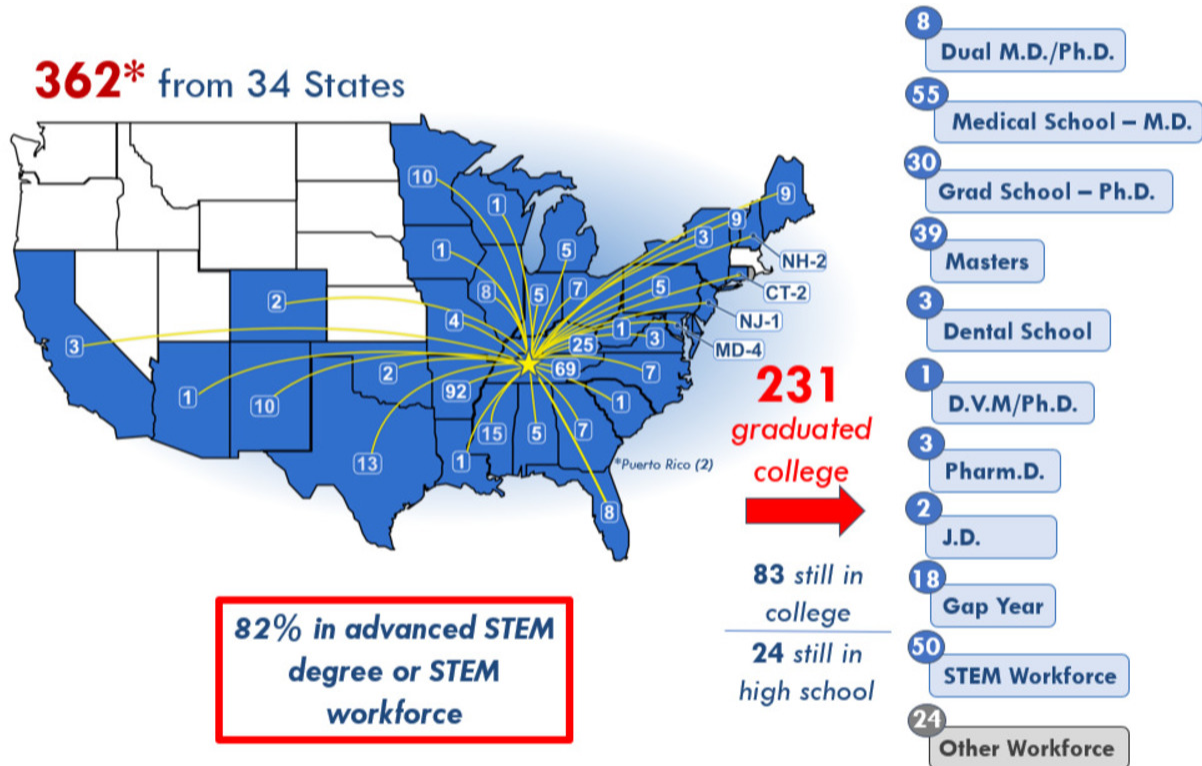 362* from 34 States
10
1
9
9
3
NH-2
1
5
5
CT-2
8
5
7
NJ-1
2
4
1
3
MD-4
3
25
2
69
7
92
1
10
1
15
5
7
1
13
1
8
*Puerto Rico (2)
82% in advanced STEM
degree or STEM
workforce
231
graduated
college
83 still in
college
24 still in
high school
8
Dual M.D./Ph.D.
55
Medical School – M.D.
30
Grad School – Ph.D.
39
Masters
3
Dental School
1
D.V.M/Ph.D.
3
Pharm.D.
2
J.D.
18
Gap Year
50
STEM Workforce
24
Other Workforce